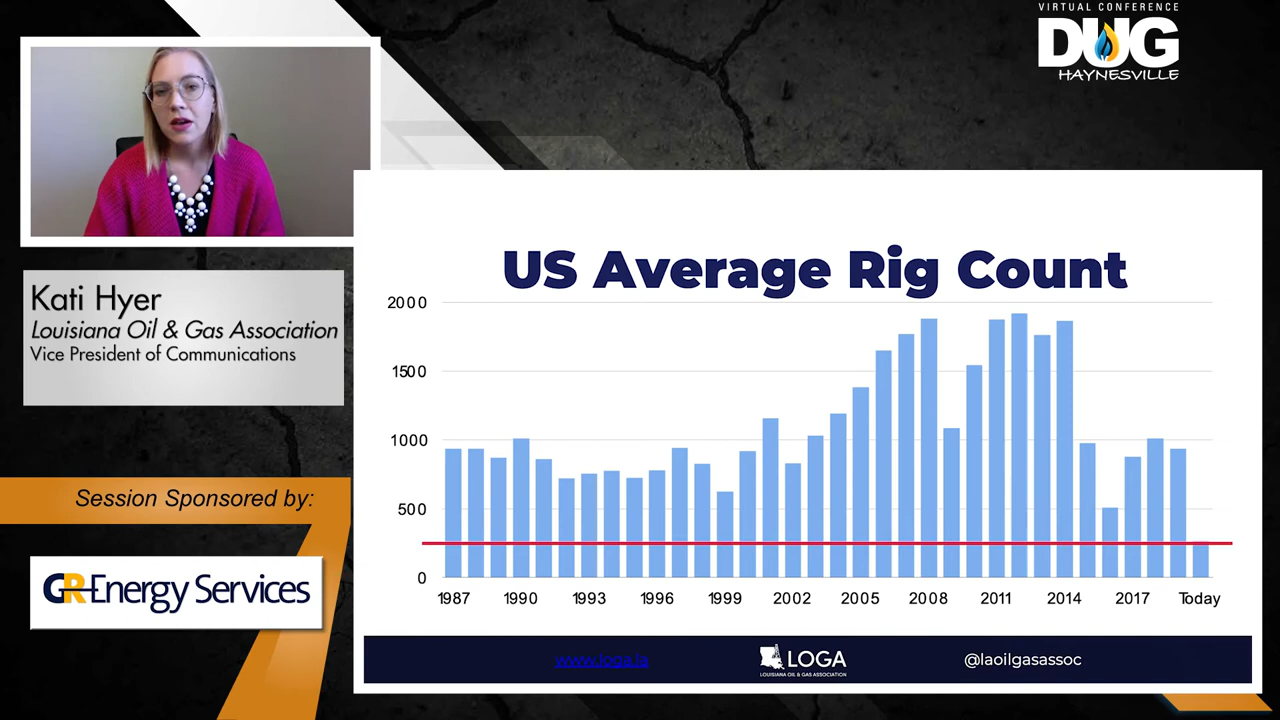 VIRTUAL CONFERENCE
DUG
HAYNESVILLE
Kati Hyer
Louisiana Oil & Gas Association
Vice President of Communications
Session Sponsored by:
GR Energy Services
US Average Rig Count
2000
1500
1000
500
0
1987 1990 1993 1996 1999 2002 2005 2008 2011 2014 2017 Today
www.loga.la
LOGA
LOUISIANA OIL & GAS ASSOCIATION
@laoilgasassoc